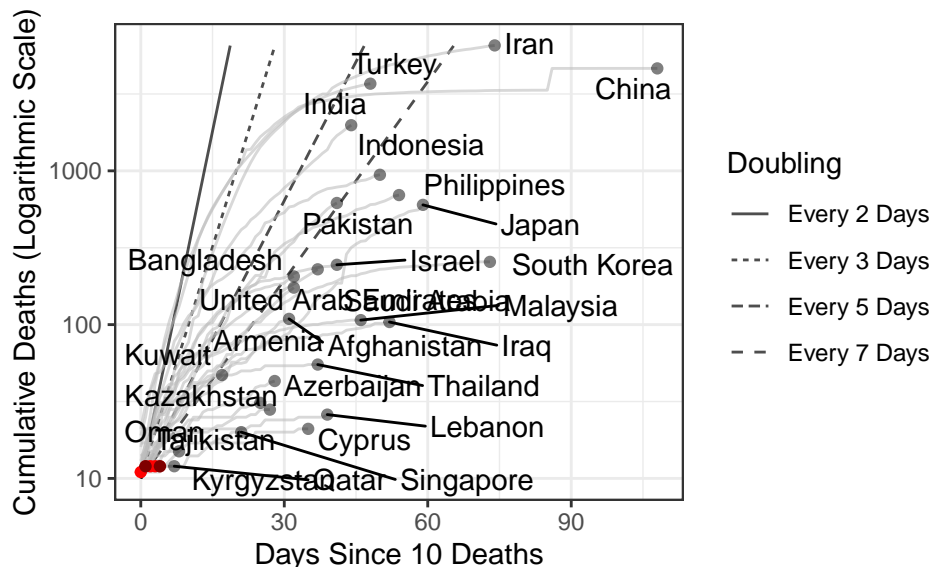 Cumulative Deaths (Logarithmic Scale)
1000
100
10
Iran
Turkey
China
India
Indonesia
Philippines
Pakistan
Japan
Bangladesh
Israel
South Korea
United Arab Emirates
Saudi Arabia
Malaysia
Armenia
Afghanistan
Iraq
Kuwait
Azerbaijan
Thailand
Kazakhstan
Lebanon
Oman
Tajikistan
Cyprus
Kyrgyzstan
Qatar
Singapore
0
30
60
90
Days Since 10 Deaths
Doubling
Every 2 Days
Every 3 Days
Every 5 Days
Every 7 Days